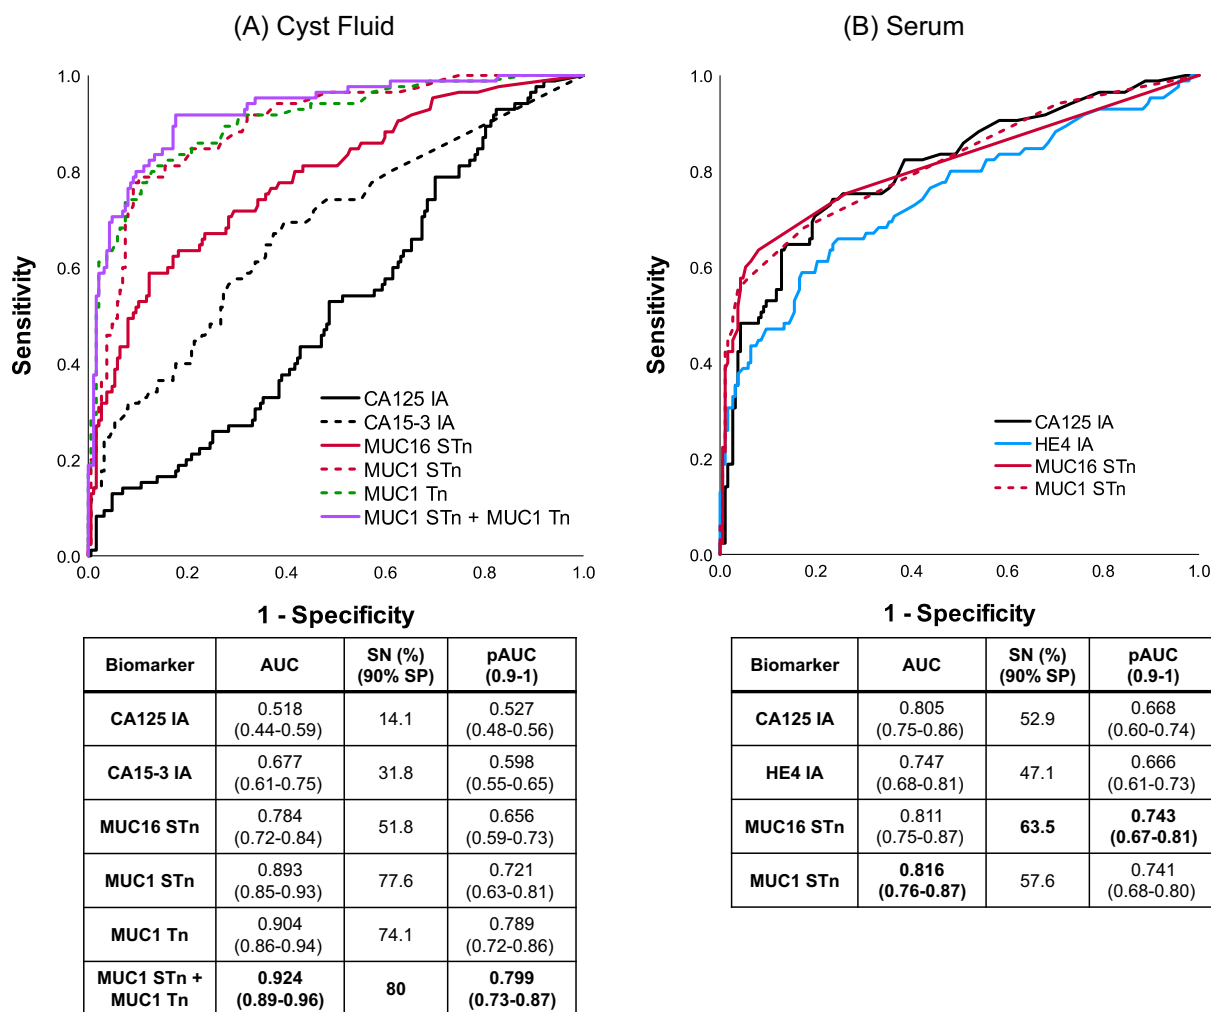 (A) Cyst Fluid
1.0
0.8
0.6
0.4
0.2
0.0
Sensitivity
0.0 0.2 0.4 0.6 0.8 1.0
CA125 IA
CA15-3 IA
MUC16 STn
MUC1 STn
MUC1 Tn
MUC1 STn + MUC1 Tn
1 - Specificity
Biomarker AUC SN (%) (90% SP) pAUC (0.9-1)
CA125 IA 0.518 (0.44-0.59) 14.1 0.527 (0.48-0.56)
CA15-3 IA 0.677 (0.61-0.75) 31.8 0.598 (0.55-0.65)
MUC16 STn 0.784 (0.72-0.84) 51.8 0.656 (0.59-0.73)
MUC1 STn 0.893 (0.85-0.93) 77.6 0.721 (0.63-0.81)
MUC1 Tn 0.904 (0.86-0.94) 74.1 0.789 (0.72-0.86)
MUC1 STn + MUC1 Tn 0.924 (0.89-0.96) 80 0.799 (0.73-0.87)
(B) Serum
1.0
0.8
0.6
0.4
0.2
0.0
Sensitivity
0.0 0.2 0.4 0.6 0.8 1.0
CA125 IA
HE4 IA
MUC16 STn
MUC1 STn
1 - Specificity
Biomarker AUC SN (%) (90% SP) pAUC (0.9-1)
CA125 IA 0.805 (0.75-0.86) 52.9 0.668 (0.60-0.74)
HE4 IA 0.747 (0.68-0.81) 47.1 0.666 (0.61-0.73)
MUC16 STn 0.811 (0.75-0.87) 63.5 0.743 (0.67-0.81)
MUC1 STn 0.816 (0.76-0.87) 57.6 0.741 (0.68-0.80)